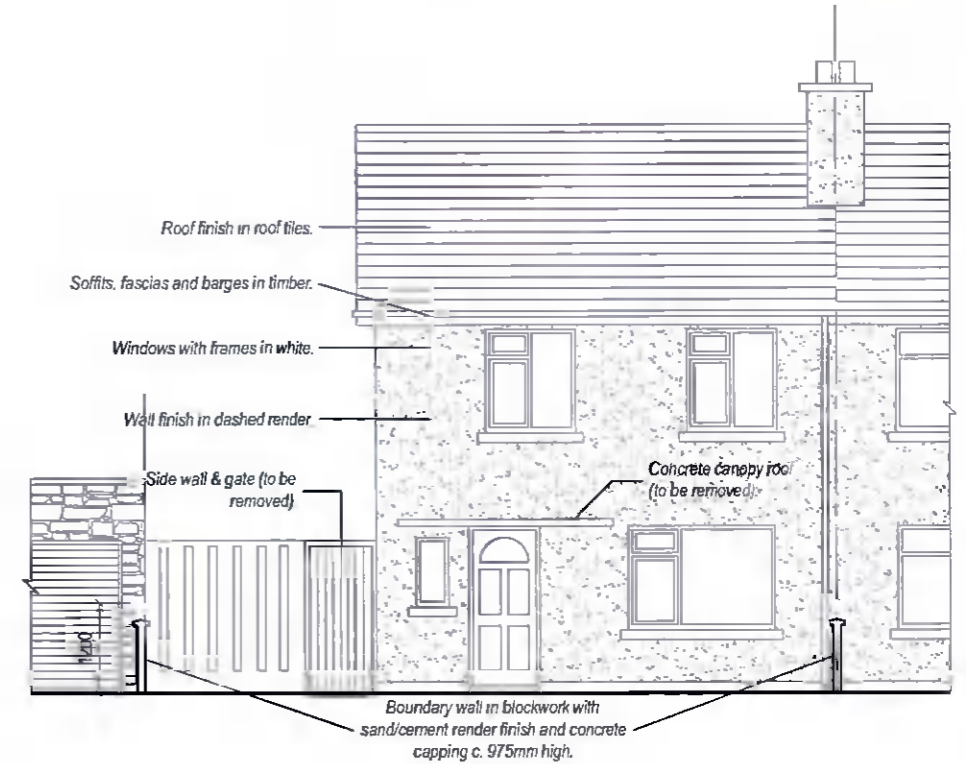 Roof finish in roof tiles.
Soffits, fascias and barges in timber.
Windows with frames in white.
Wall finish in dashed render
Side wall & gate (to be
removed)
Concrete canopy roof
(to be removed).
1200
Boundary wall in blockwork with
sand/cement render finish and concrete
capping c. 975mm high.